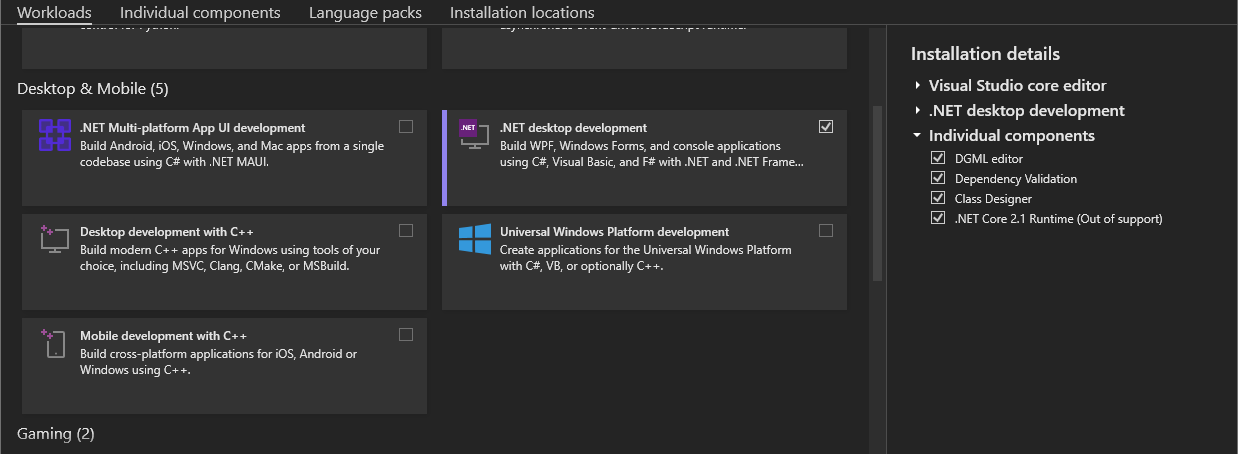 Workloads Individual components Language packs Installation locations
Desktop & Mobile (5)
.NET Multi-platform App UI development
Build Android, iOS, Windows, and Mac apps from a single
codebase using C# with .NET MAUI.
.NET
.NET desktop development
Build WPF, Windows Forms, and console applications
using C#, Visual Basic, and F# with .NET and .NET Frame...
Desktop development with C++
Build modern C++ apps for Windows using tools of your
choice, including MSVC, Clang, CMake, or MSBuild.
Universal Windows Platform development
Create applications for the Universal Windows Platform
with C#, VB, or optionally C++.
Mobile development with C++
Build cross-platform applications for iOS, Android or
Windows using C++.
Gaming (2)
Installation details
Visual Studio core editor
.NET desktop development
Individual components
DGML editor
Dependency Validation
Class Designer
.NET Core 2.1 Runtime (Out of support)